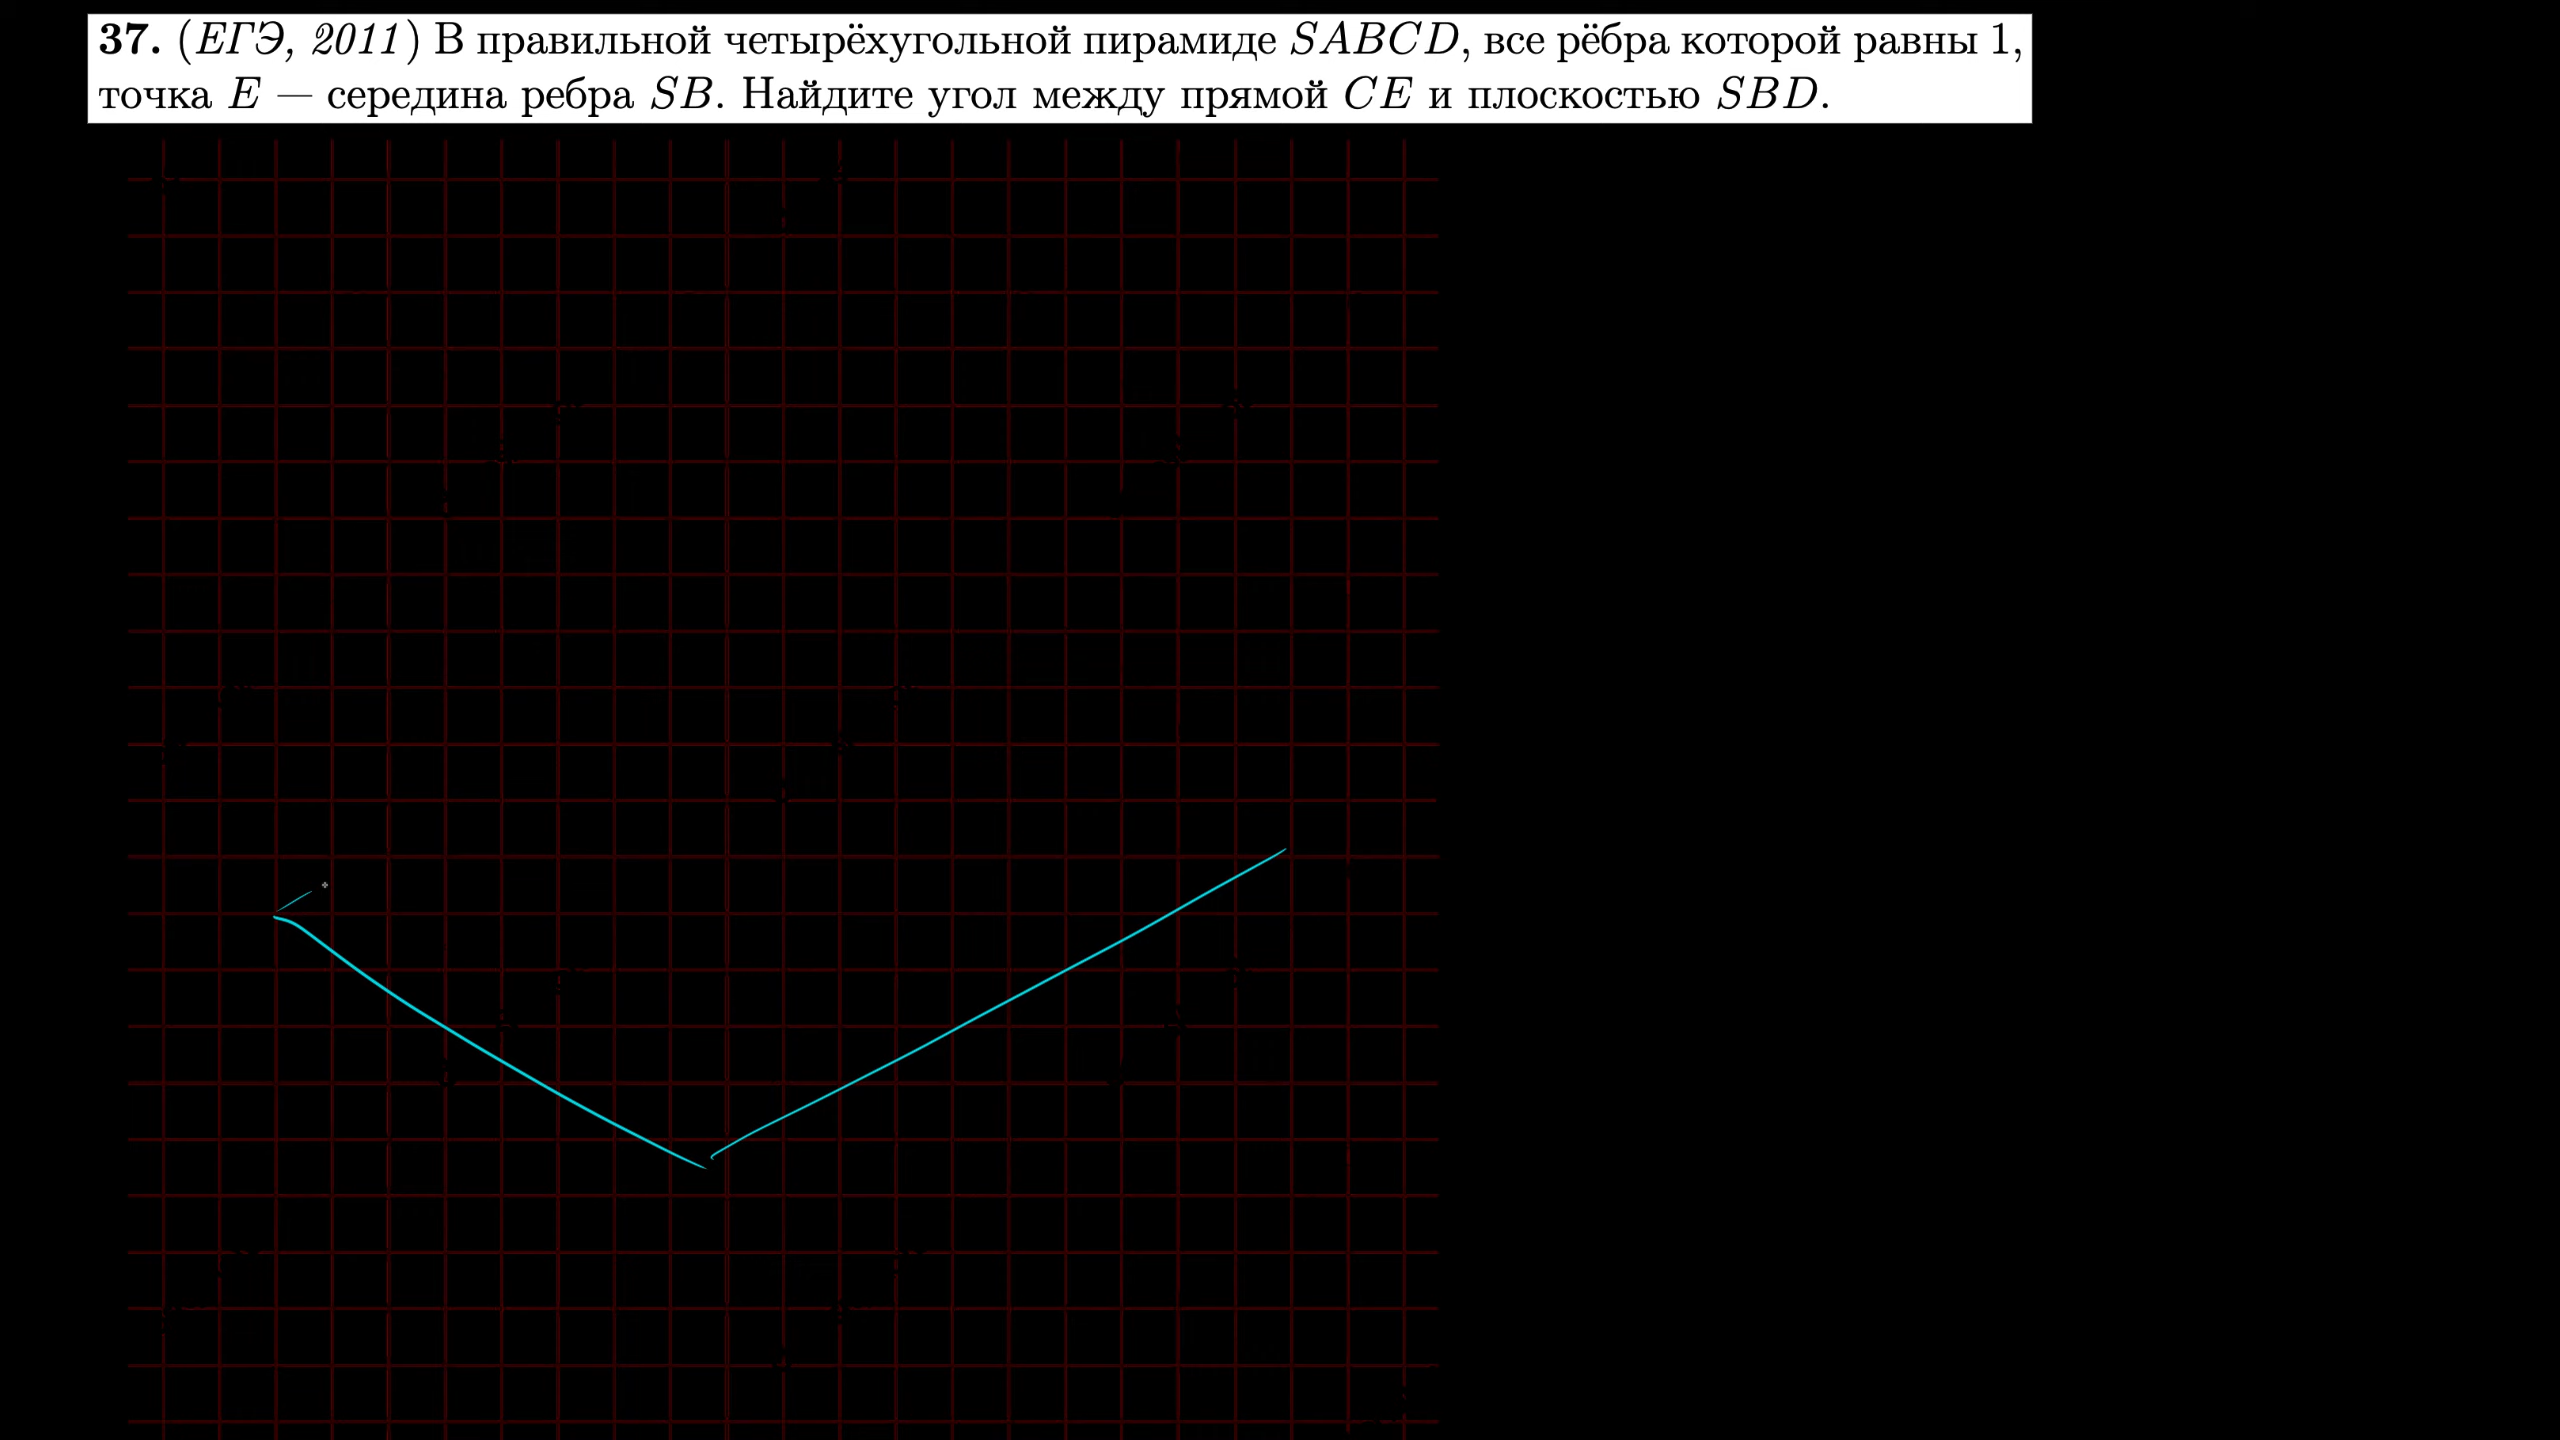 37. (ЕГЭ, 2011) В правильной четырёхугольной пирамиде SABCD, все рёбра которой равны 1,
точка E — середина ребра SB. Найдите угол между прямой CE и плоскостью SBD.